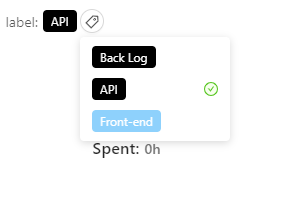 label: API
Back Log
API
Front-end
Spent: 0h